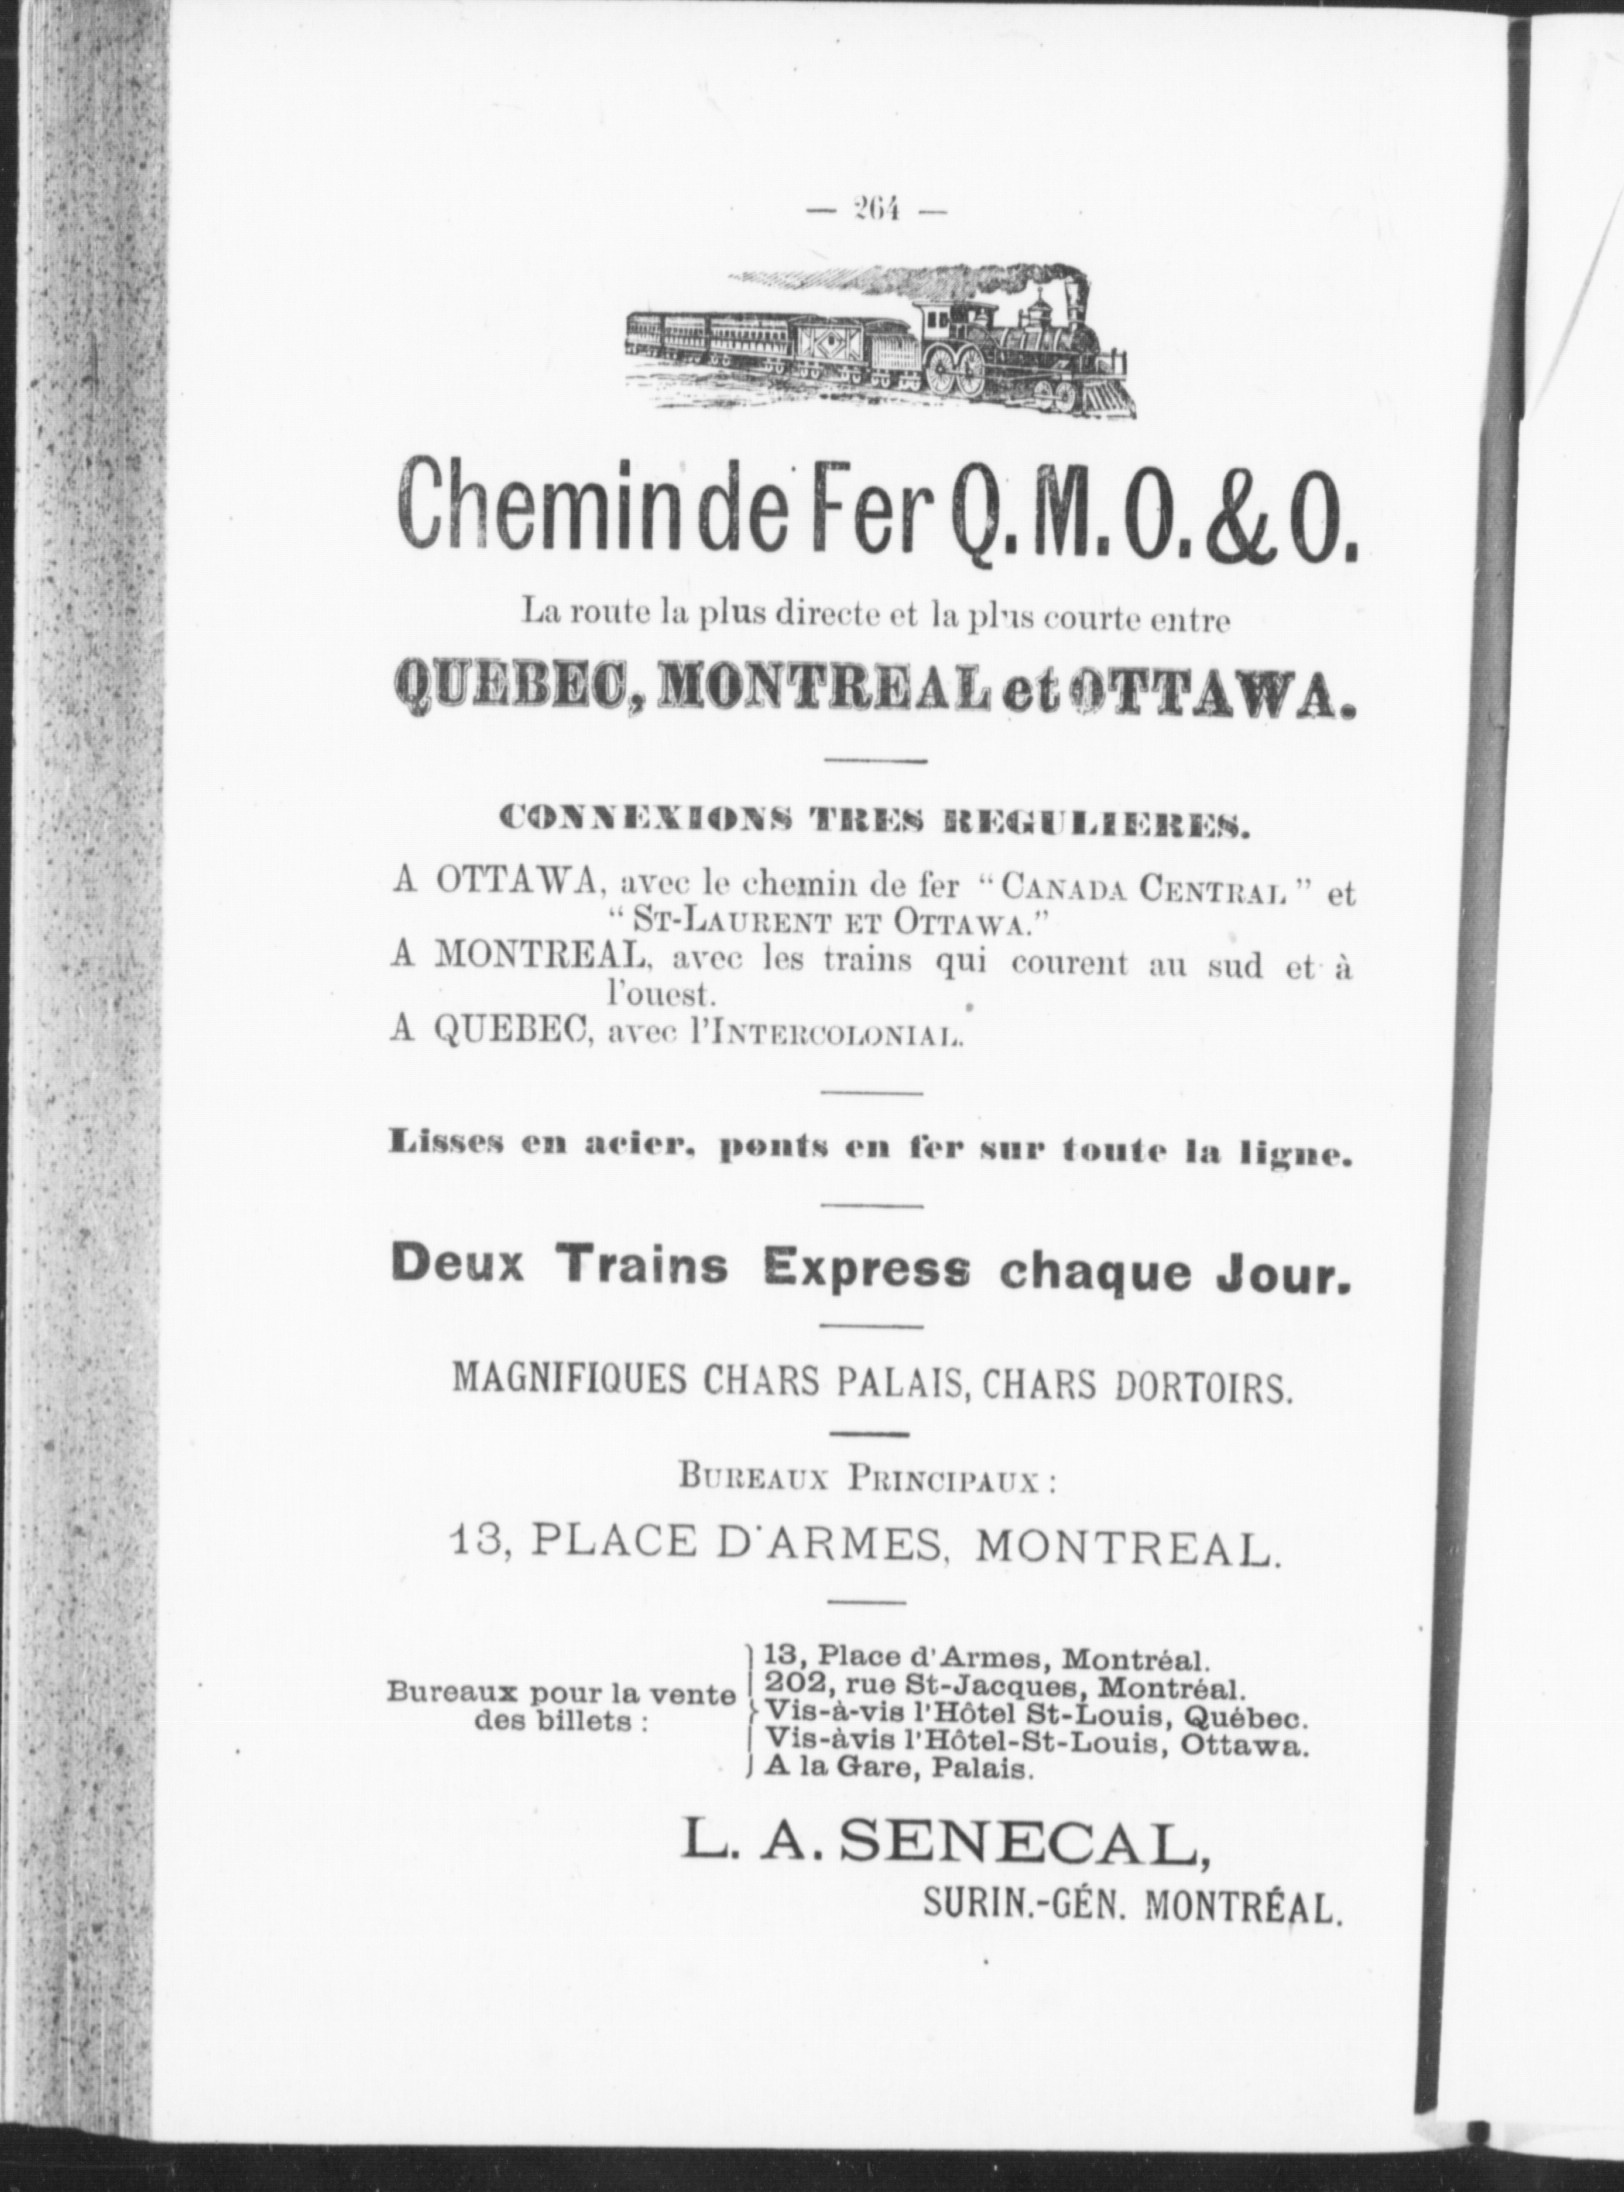 — 264 —
Chemin de Fer Q. M. O. & O.
La route la plus directe et la plus courte entre
QUEBEC, MONTREAL et OTTAWA.
CONNEXIONS TRES REGULIERES.
A OTTAWA, avec le chemin de fer "CANADA CENTRAL" et
"ST-LAURENT ET OTTAWA."
A MONTREAL, avec les trains qui courent au sud et à
l'ouest.
A QUEBEC, avec l'INTERCOLONIAL.
Lisses en acier, ponts en fer sur toute la ligne.
Deux Trains Express chaque Jour.
MAGNIFIQUES CHARS PALAIS, CHARS DORTOIRS.
BUREAUX PRINCIPAUX:
13, PLACE D'ARMES, MONTREAL.
Bureaux pour la vente
des billets:
13, Place d'Armes, Montréal.
202, rue St-Jacques, Montréal.
Vis-à-vis l'Hôtel St-Louis, Québec.
Vis-àvis l'Hôtel-St-Louis, Ottawa.
A la Gare, Palais.
L. A. SENECAL,
SURIN.-GÉN. MONTRÉAL.